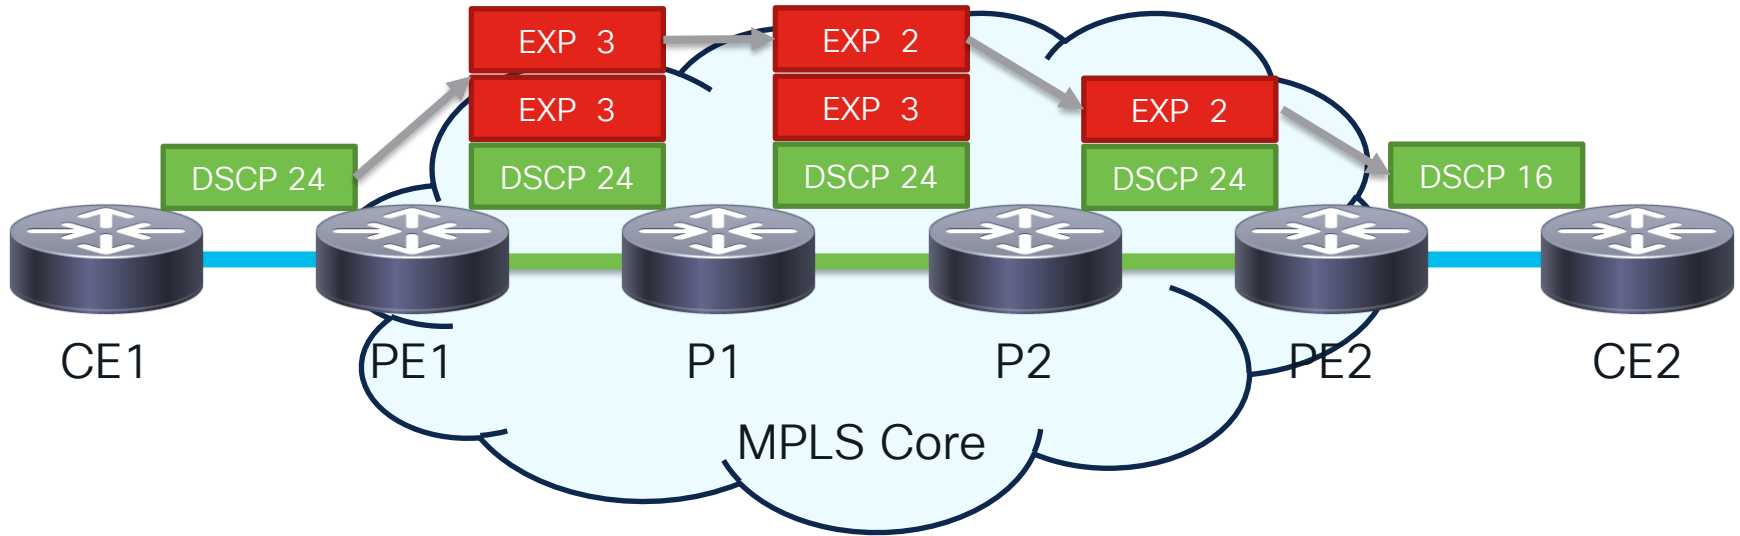 EXP 3
EXP 2
EXP 3
EXP 3
EXP 2
DSCP 24
DSCP 24
DSCP 24
DSCP 24
DSCP 16
CE1
PE1
P1
P2
PE2
CE2
MPLS Core